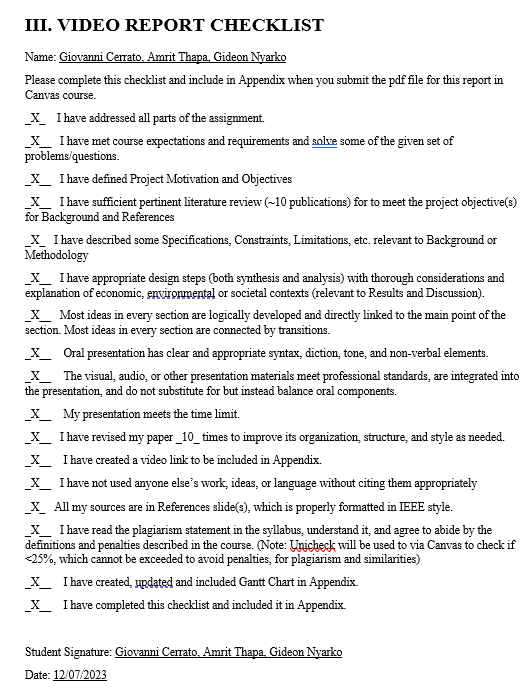 III. VIDEO REPORT CHECKLIST
Name: Giovanni Cerrato, Amrit Thapa, Gideon Nyarko
Please complete this checklist and include in Appendix when you submit the pdf file for this report in
Canvas course.
_X_ I have addressed all parts of the assignment.
_X__ I have met course expectations and requirements and solve some of the given set of
problems/questions.
_X__ I have defined Project Motivation and Objectives
_X__ I have sufficient pertinent literature review (~10 publications) for to meet the project objective(s)
for Background and References
_X_ I have described some Specifications, Constraints, Limitations, etc. relevant to Background or
Methodology
_X__ I have appropriate design steps (both synthesis and analysis) with thorough considerations and
explanation of economic, environmental or societal contexts (relevant to Results and Discussion).
_X__ Most ideas in every section are logically developed and directly linked to the main point of the
section. Most ideas in every section are connected by transitions.
_X__ Oral presentation has clear and appropriate syntax, diction, tone, and non-verbal elements.
_X__ The visual, audio, or other presentation materials meet professional standards, are integrated into
the presentation, and do not substitute for but instead balance oral components.
_X__ My presentation meets the time limit.
_X__ I have revised my paper _10_ times to improve its organization, structure, and style as needed.
_X__ I have created a video link to be included in Appendix.
_X__ I have not used anyone else's work, ideas, or language without citing them appropriately
_X_ All my sources are in References slide(s), which is properly formatted in IEEE style.
_X__ I have read the plagiarism statement in the syllabus, understand it, and agree to abide by the
definitions and penalties described in the course. (Note: Unicheck will be used to via Canvas to check if
<25%, which cannot be exceeded to avoid penalties, for plagiarism and similarities)
_X__ I have created, updated and included Gantt Chart in Appendix.
_X__ I have completed this checklist and included it in Appendix.
Student Signature: Giovanni Cerrato, Amrit Thapa, Gideon Nyarko
Date: 12/07/2023